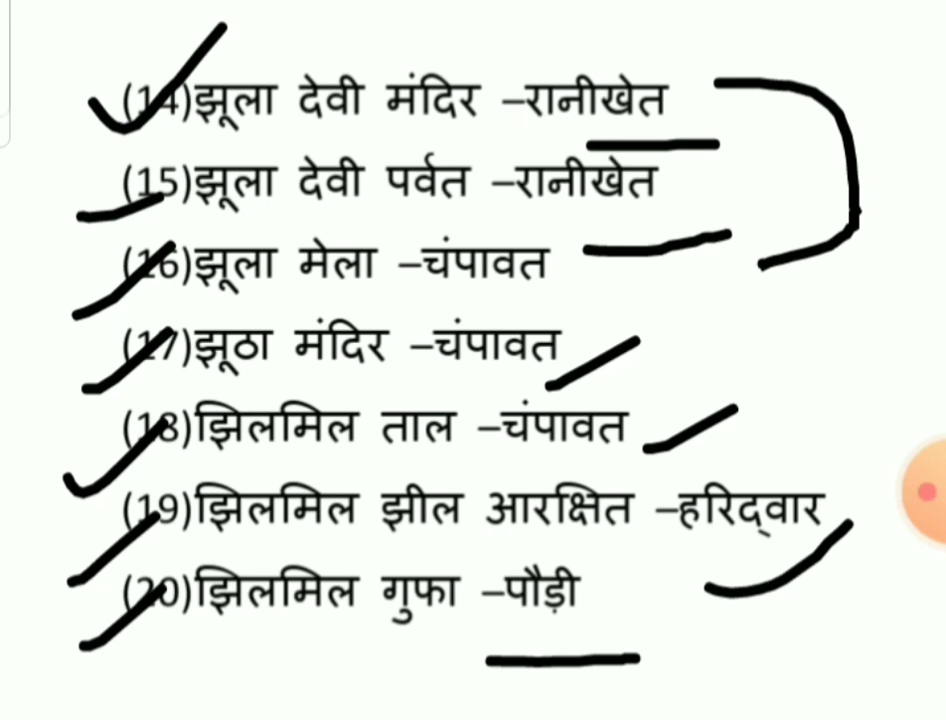 (14)झूला देवी मंदिर –रानीखेत
(15)झूला देवी पर्वत –रानीखेत
(16)झूला मेला –चंपावत
(17)झूठा मंदिर –चंपावत
(18)झिलमिल ताल –चंपावत
(19)झिलमिल झील आरक्षित –हरिद्वार
(20)झिलमिल गुफा –पौड़ी